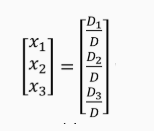 [x₁]   [D₁/D]
[x₂] = [D₂/D]
[x₃]   [D₃/D]